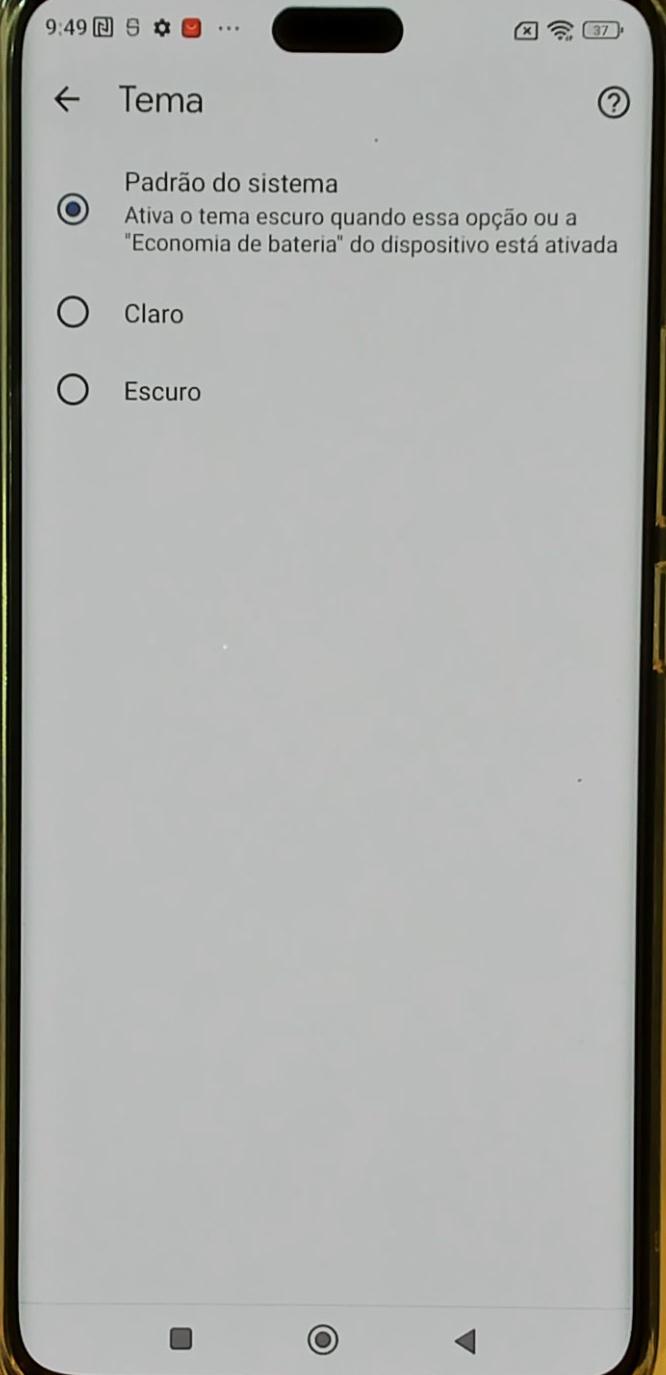 9:49
Tema
Padrão do sistema
Ativa o tema escuro quando essa opção ou a
"Economia de bateria" do dispositivo está ativada
Claro
Escuro
37